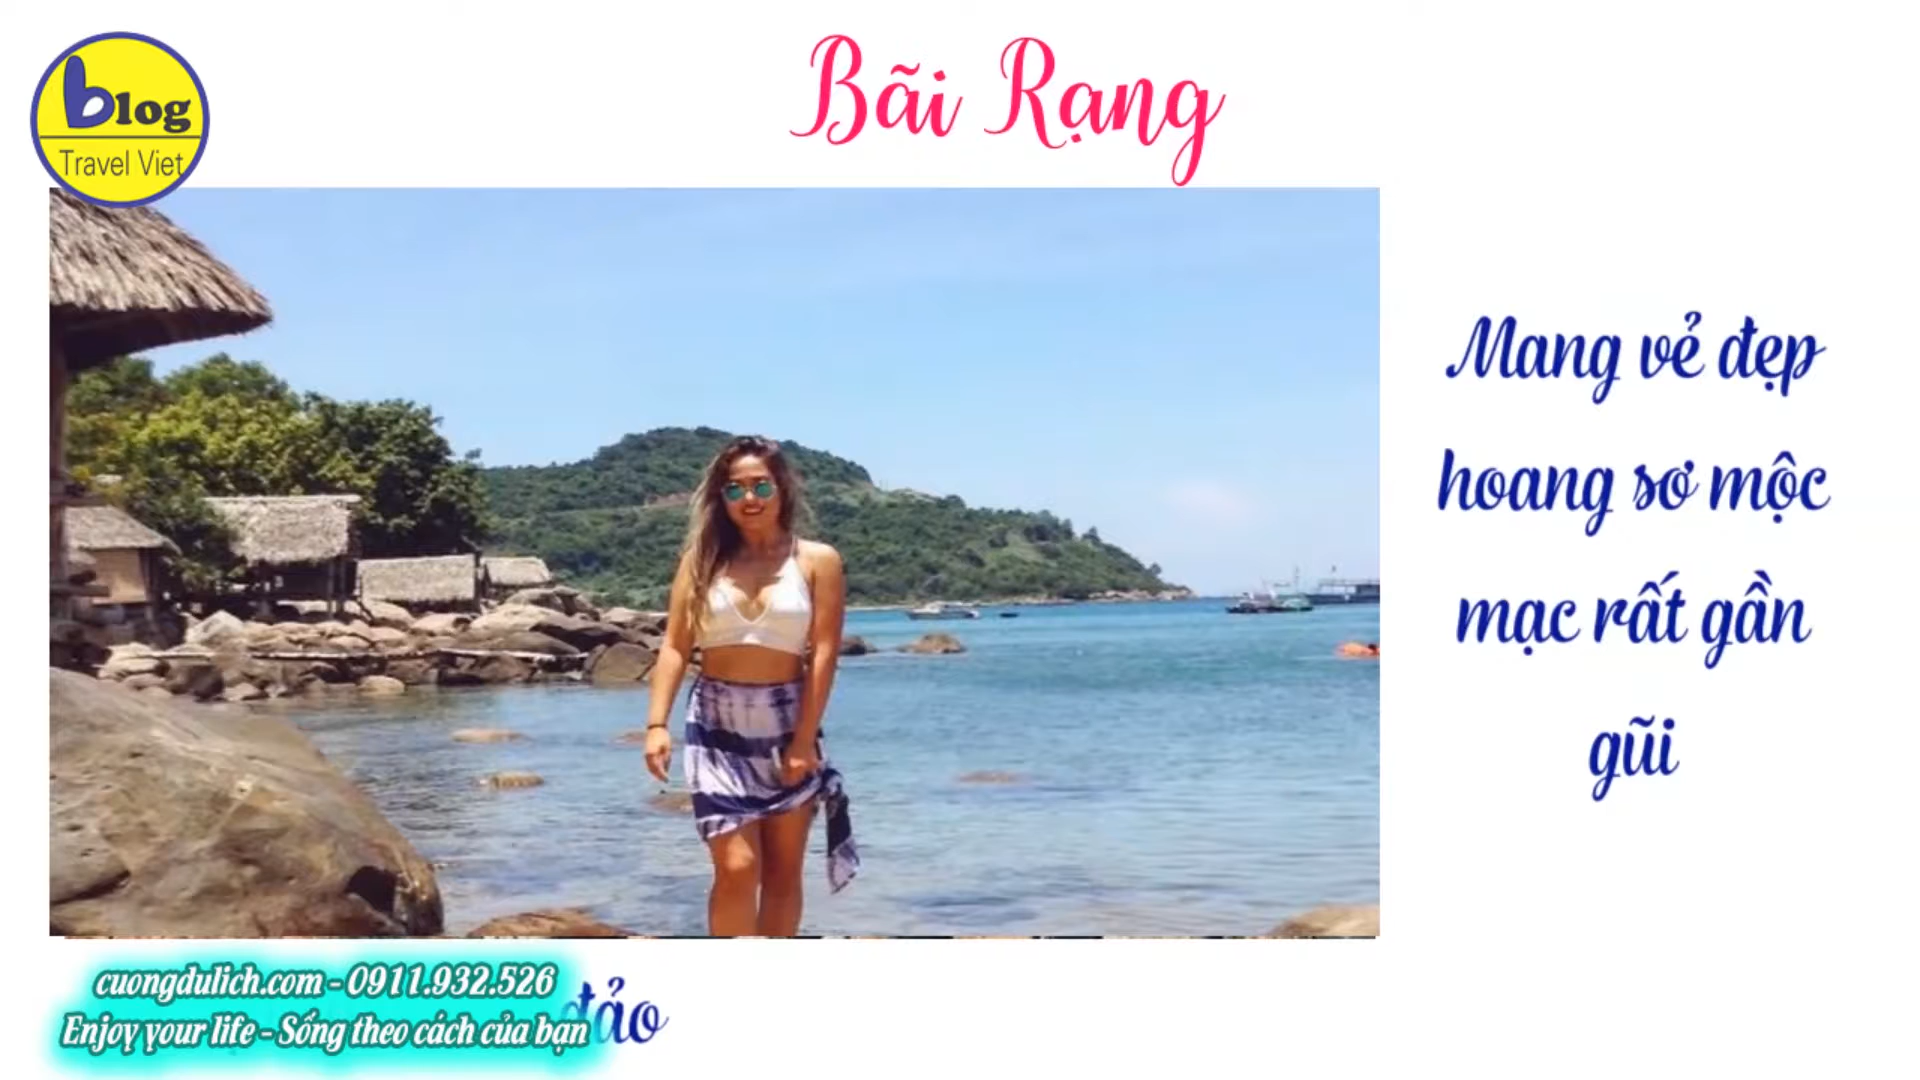 Bãi Rạng
blog
Travel Viet
Mang vẻ đẹp
hoang sơ mộc
mạc rất gần
gũi
cuongdulich.com - 0911.932.526
đảo
Enjoy your life - Sống theo cách của bạn